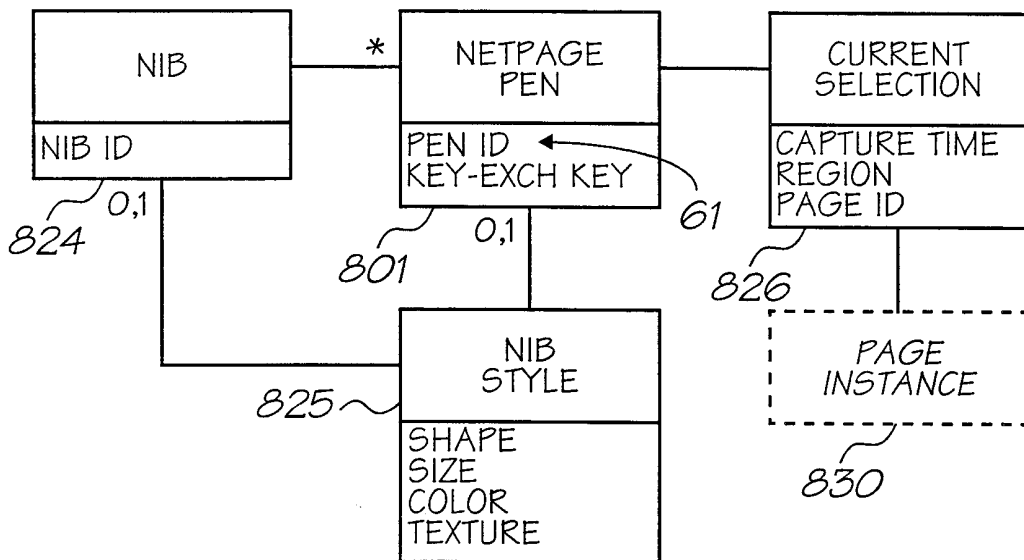 NIB
NIB ID
824
0,1
*
NETPAGE
PEN
PEN ID
KEY-EXCH KEY
61
801
0,1
CURRENT
SELECTION
CAPTURE TIME
REGION
PAGE ID
826
NIB
STYLE
825
SHAPE
SIZE
COLOR
TEXTURE
PAGE
INSTANCE
830